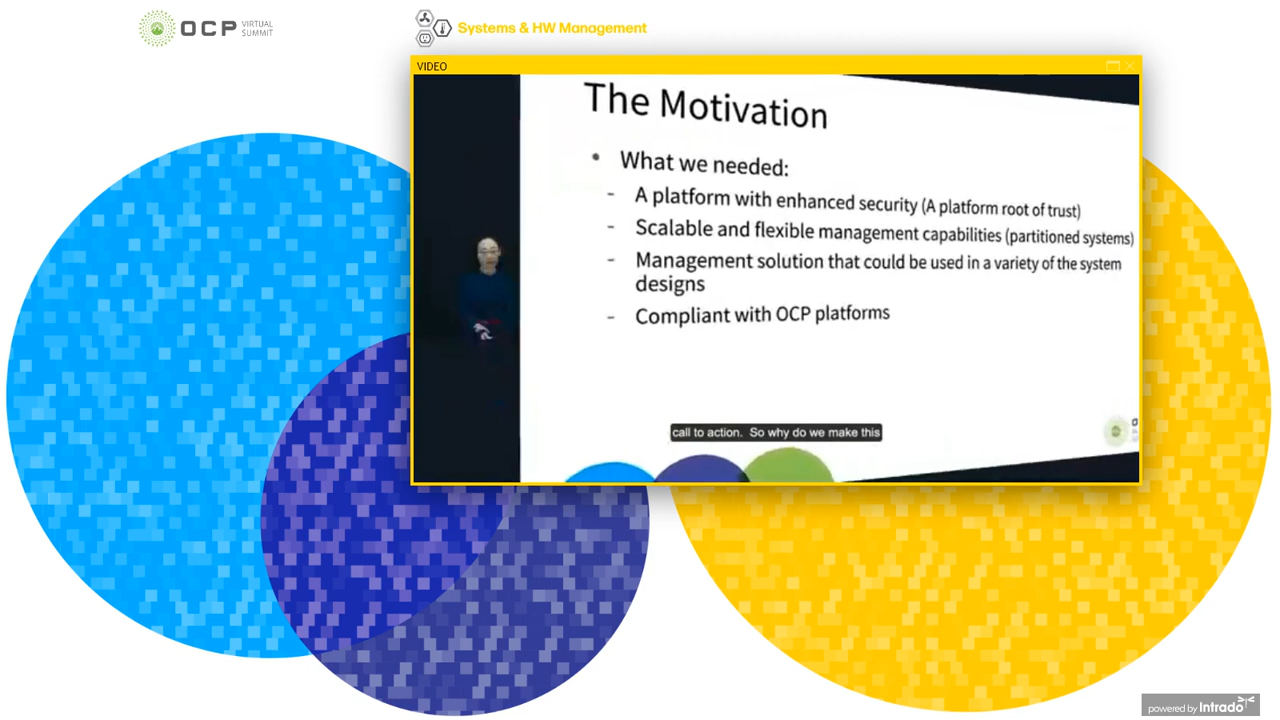 OCP VIRTUAL SUMMIT
Systems & HW Management
VIDEO
The Motivation
• What we needed:
- A platform with enhanced security (A platform root of trust)
- Scalable and flexible management capabilities (partitioned systems)
- Management solution that could be used in a variety of the system
designs
- Compliant with OCP platforms
call to action. So why do we make this
powered by Intrado